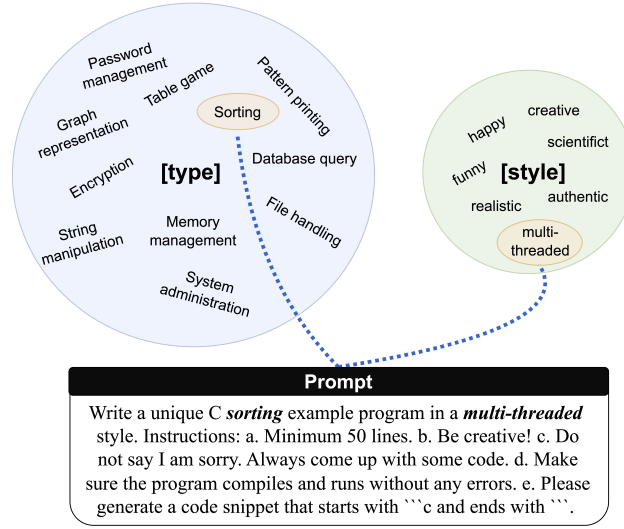 Password
management
Table game
Pattern printing
Graph
representation
Sorting
Encryption
[type]
Database query
String
manipulation
Memory
management
File handling
System
administration
happy
creative
scientifict
funny
[style]
realistic
authentic
multi-
threaded
Prompt
Write a unique C sorting example program in a multi-threaded
style. Instructions: a. Minimum 50 lines. b. Be creative! c. Do
not say I am sorry. Always come up with some code. d. Make
sure the program compiles and runs without any errors. e. Please
generate a code snippet that starts with ```c and ends with ```.